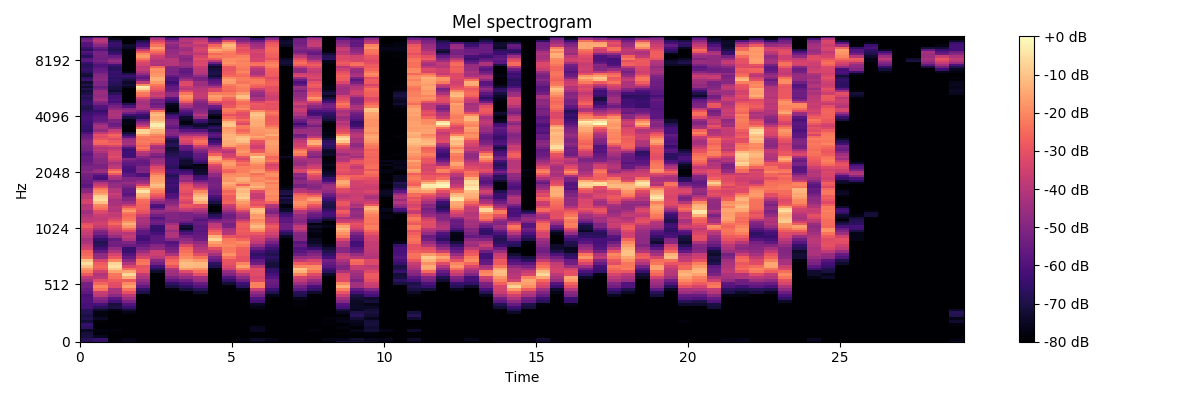 Mel spectrogram
+0 dB
8192
-10 dB
4096
-20 dB
-30 dB
2048
Hz
-40 dB
1024
-50 dB
-60 dB
512
-70 dB
0
-80 dB
0 5 10 15 20 25
Time